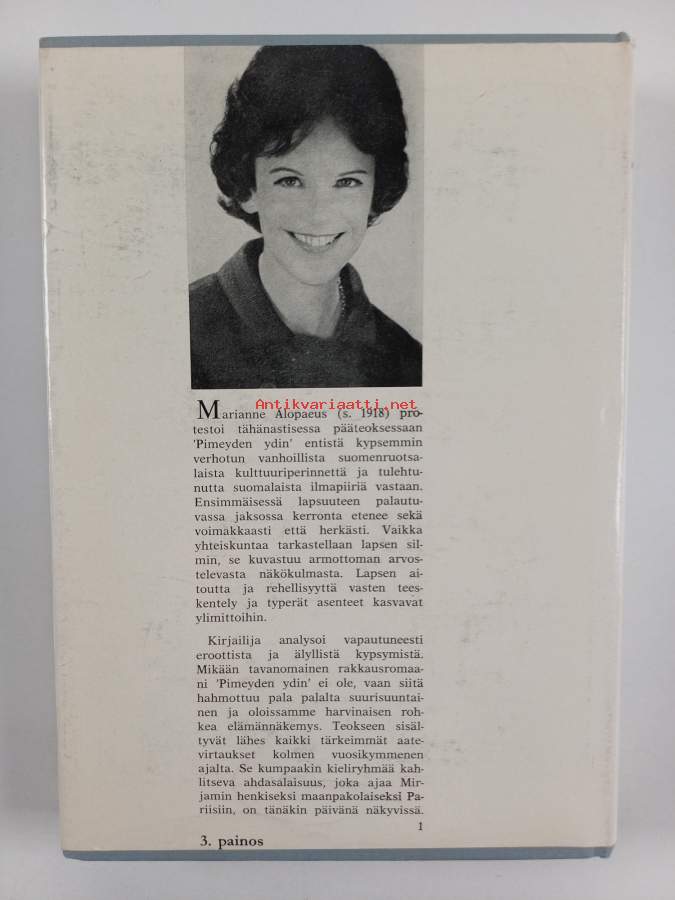 Antikvariaatti.net
Marianne Alopaeus (s. 1918) pro-
testoi tähänastisessa pääteoksessaan
'Pimeyden ydin' entistä kypsemmin
verhotun vanhoillista suomenruotsa-
laista kulttuuriperinnettä ja tulehtu-
nutta suomalaista ilmapiiriä vastaan.
Ensimmäisessä lapsuuteen palautu-
vassa jaksossa kerronta etenee sekä
voimakkaasti että herkästi. Vaikka
yhteiskuntaa tarkastellaan lapsen sil-
min, se kuvastuu armottoman arvos-
televasta näkökulmasta. Lapsen ai-
toutta ja rehellisyyttä vasten tees-
kentely ja typerät asenteet kasvavat
ylimittoihin.
Kirjailija analysoi vapautuneesti
eroottista ja älyllistä kypsymistä.
Mikään tavanomainen rakkausromaa-
ni 'Pimeyden ydin' ei ole, vaan siitä
hahmottuu pala palalta suurisuuntai-
nen ja oloissamme harvinaisen roh-
kea elämännäkemys. Teokseen sisäl-
tyvät lähes kaikki tärkeimmät aate-
virtaukset kolmen vuosikymmenen
ajalta. Se kumpaakin kieliryhmää kah-
litseva ahdasalaisuus, joka ajaa Mir-
jamin henkiseksi maanpakolaiseksi Pa-
riisiin, on tänäkin päivänä näkyvissä.
1
3. painos